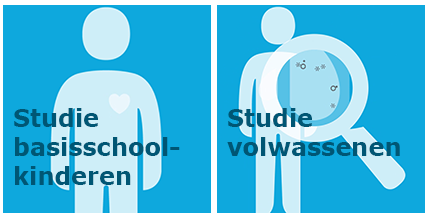 Studie
basisschool-
kinderen
Studie
volwassenen